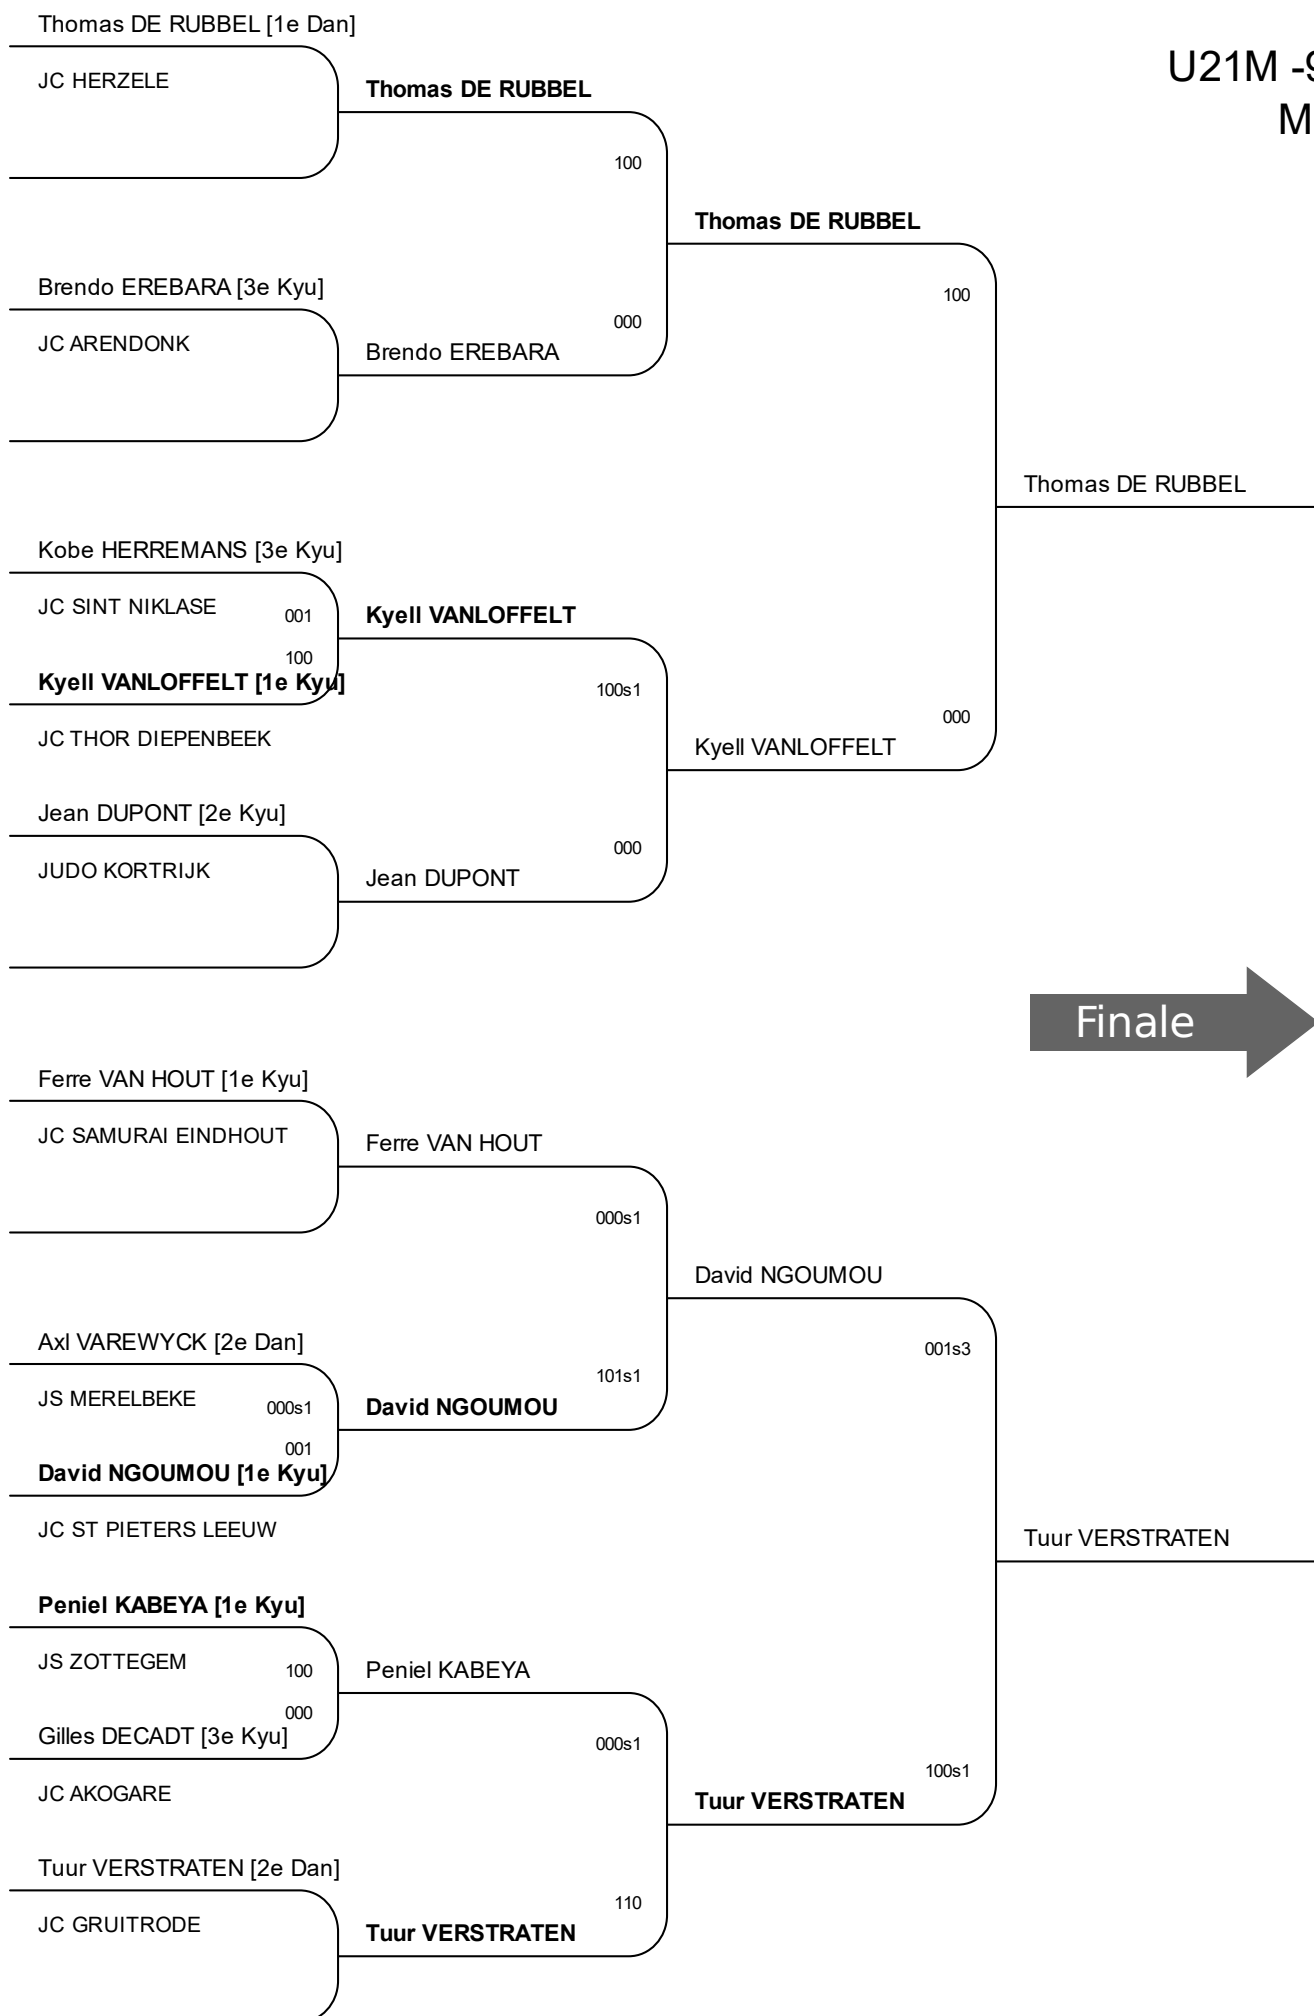 Thomas DE RUBBEL [1e Dan]
JC HERZELE
Thomas DE RUBBEL
U21M -9
M
100
Thomas DE RUBBEL
Brendo EREBARA [3e Kyu]
100
000
JC ARENDONK
Brendo EREBARA
Thomas DE RUBBEL
Kobe HERREMANS [3e Kyu]
JC SINT NIKLASE
001
Kyell VANLOFFELT
100
Kyell VANLOFFELT [1e Kyu]
100s1
000
JC THOR DIEPENBEEK
Kyell VANLOFFELT
Jean DUPONT [2e Kyu]
000
JUDO KORTRIJK
Jean DUPONT
Finale
Ferre VAN HOUT [1e Kyu]
JC SAMURAI EINDHOUT
Ferre VAN HOUT
000s1
David NGOUMOU
Axl VAREWYCK [2e Dan]
001s3
101s1
JS MERELBEKE
000s1
David NGOUMOU
001
David NGOUMOU [1e Kyu]
JC ST PIETERS LEEUW
Tuur VERSTRATEN
Peniel KABEYA [1e Kyu]
JS ZOTTEGEM
100
Peniel KABEYA
000
Gilles DECADT [3e Kyu]
000s1
100s1
JC AKOGARE
Tuur VERSTRATEN
Tuur VERSTRATEN [2e Dan]
110
JC GRUITRODE
Tuur VERSTRATEN